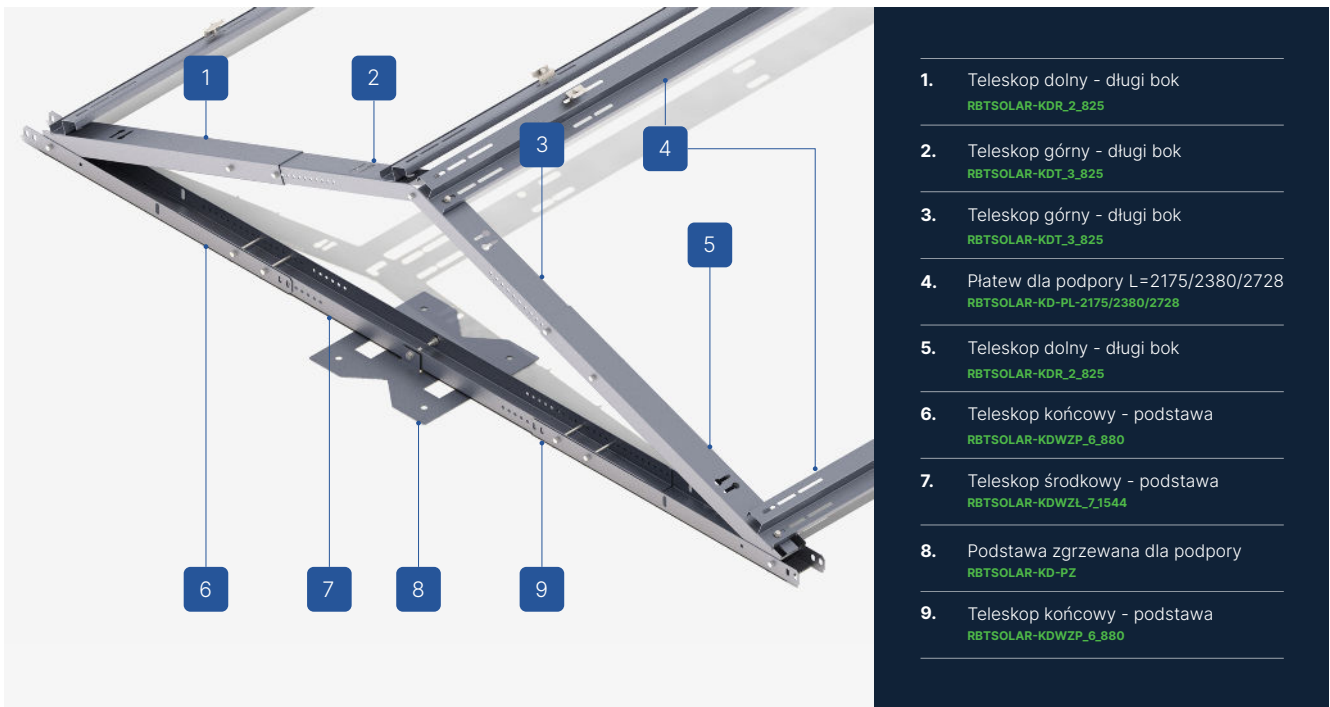 1
2
3
4
5
6
7
8
9
1. Teleskop dolny - długi bok
RBTSOLAR-KDR_2_825
2. Teleskop górny - długi bok
RBTSOLAR-KDT_3_825
3. Teleskop górny - długi bok
RBTSOLAR-KDT_3_825
4. Płatew dla podpory L=2175/2380/2728
RBTSOLAR-KD-PL-2175/2380/2728
5. Teleskop dolny - długi bok
RBTSOLAR-KDR_2_825
6. Teleskop końcowy - podstawa
RBTSOLAR-KDWZP_6_880
7. Teleskop środkowy - podstawa
RBTSOLAR-KDWZŁ_7_1544
8. Podstawa zgrzewana dla podpory
RBTSOLAR-KD-PZ
9. Teleskop końcowy - podstawa
RBTSOLAR-KDWZP_6_880